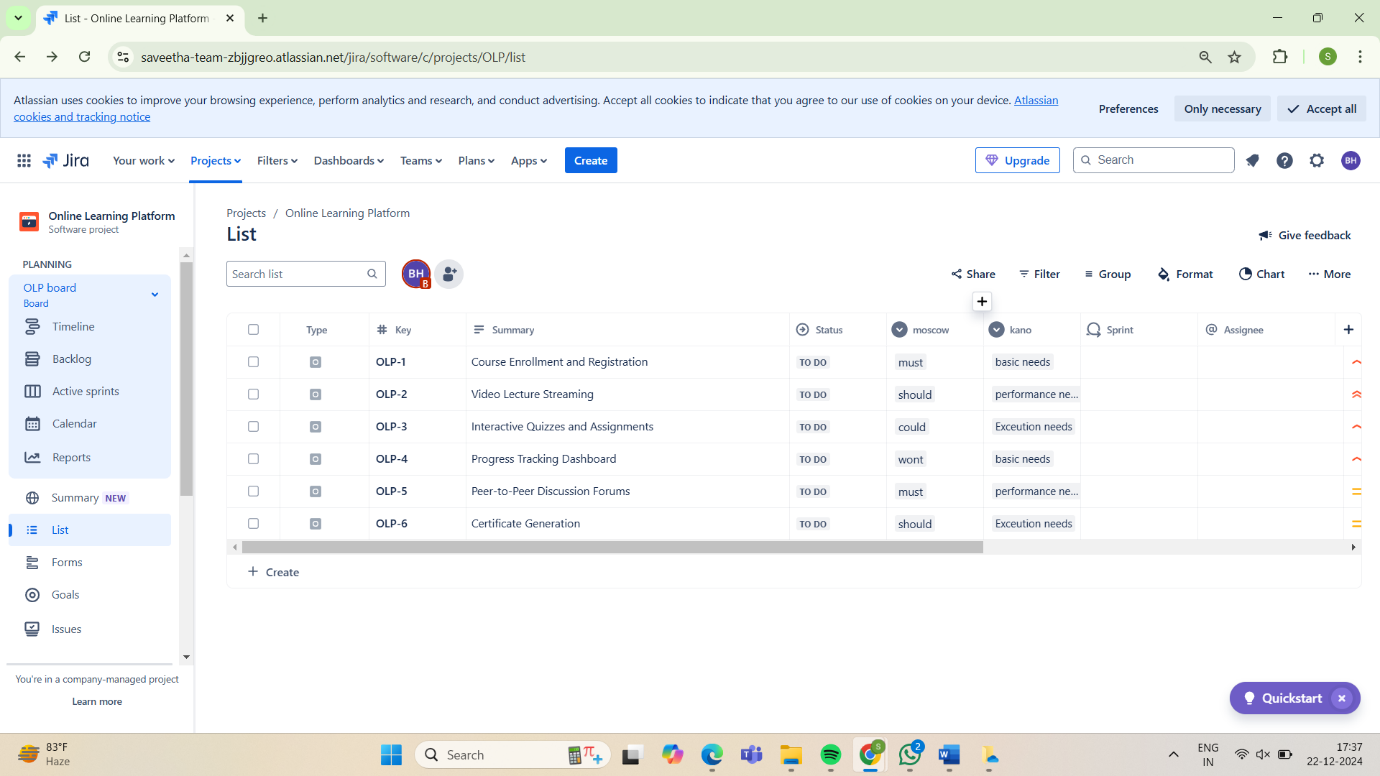 List - Online Learning Platform
saveetha-team-zbjjgreo.atlassian.net/jira/software/c/projects/OLP/list
S
Atlassian uses cookies to improve your browsing experience, perform analytics and research, and conduct advertising. Accept all cookies to indicate that you agree to our use of cookies on your device. Atlassian
cookies and tracking notice
Preferences
Only necessary
Accept all
Jira
Your work
Projects
Filters
Dashboards
Teams
Plans
Apps
Create
Upgrade
Search
BH
Online Learning Platform
Software project
PLANNING
OLP board
Board
Timeline
Backlog
Active sprints
Calendar
Reports
Summary NEW
List
Forms
Goals
Issues
You're in a company-managed project
Learn more
Projects / Online Learning Platform
List
Give feedback
Search list
BH
B
Share
Filter
Group
Format
Chart
More
Type Key Summary Status moscow kano Sprint Assignee
OLP-1 Course Enrollment and Registration TO DO must basic needs
OLP-2 Video Lecture Streaming TO DO should performance ne...
OLP-3 Interactive Quizzes and Assignments TO DO could Exceution needs
OLP-4 Progress Tracking Dashboard TO DO wont basic needs
OLP-5 Peer-to-Peer Discussion Forums TO DO must performance ne...
OLP-6 Certificate Generation TO DO should Exceution needs
+ Create
Quickstart
83°F
Haze
Search
S
2
ENG
IN
17:37
22-12-2024